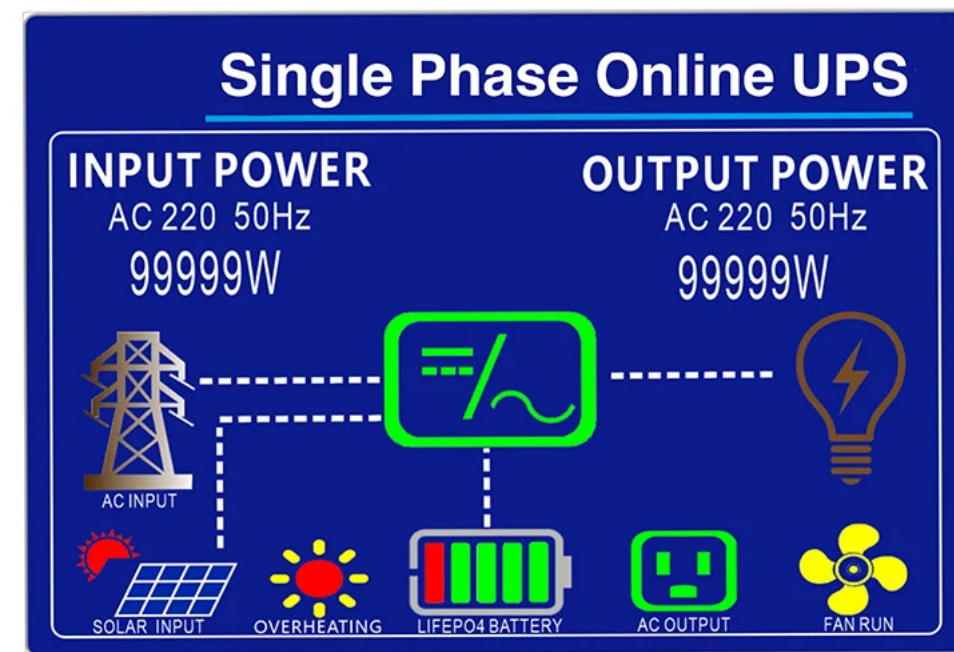 Single Phase Online UPS
INPUT POWER
AC 220 50Hz
99999W
OUTPUT POWER
AC 220 50Hz
99999W
AC INPUT
SOLAR INPUT
OVERHEATING
LIFEPO4 BATTERY
AC OUTPUT
FAN RUN